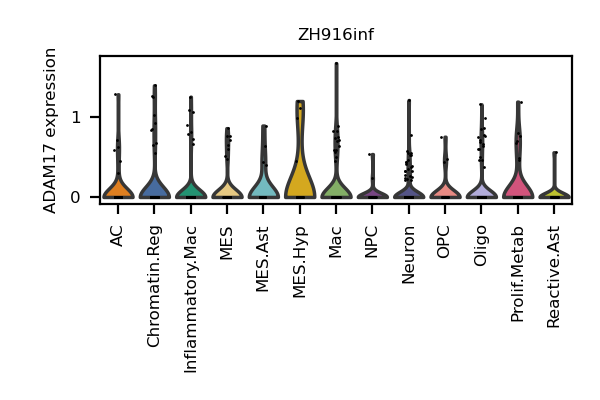 ZH916inf
ADAM17 expression
1
0
AC
Chromatin.Reg
Inflammatory.Mac
MES
MES.Ast
MES.Hyp
Mac
NPC
Neuron
OPC
Oligo
Prolif.Metab
Reactive.Ast